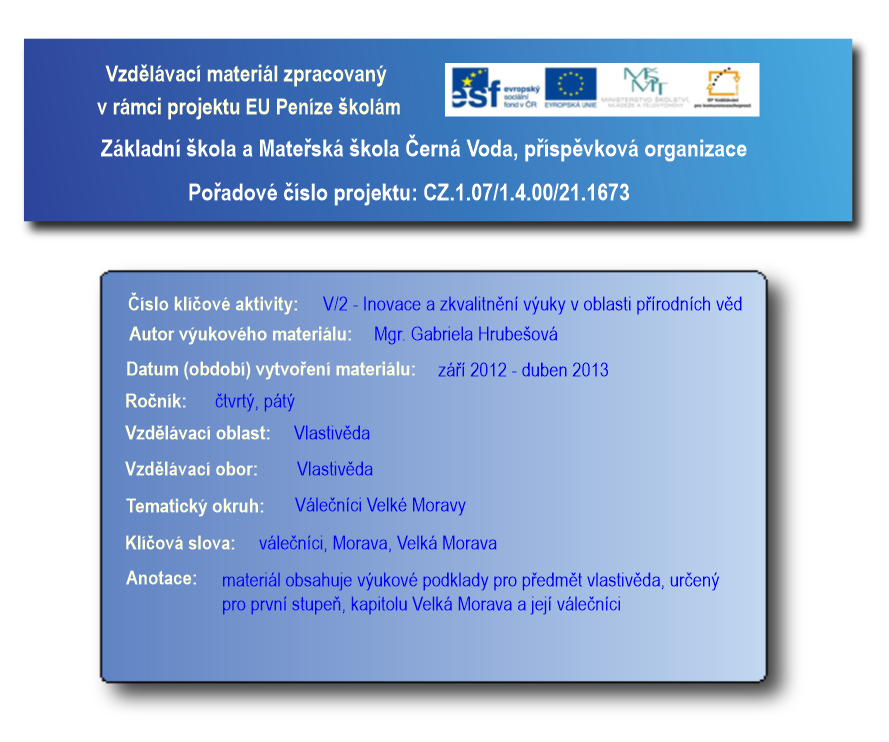 Vzdělávací materiál zpracovaný
v rámci projektu EU Peníze školám
esf evropský sociální fond v ČR
EVROPSKÁ UNIE
MINISTERSTVO ŠKOLSTVÍ,
MLÁDEŽE A TĚLOVÝCHOVY
OP Vzdělávání
pro konkurenceschopnost
Základní škola a Mateřská škola Černá Voda, příspěvková organizace
Pořadové číslo projektu: CZ.1.07/1.4.00/21.1673
Číslo klíčové aktivity: V/2 - Inovace a zkvalitnění výuky v oblasti přírodních věd
Autor výukového materiálu: Mgr. Gabriela Hrubešová
Datum (období) vytvoření materiálu: září 2012 - duben 2013
Ročník: čtvrtý, pátý
Vzdělávací oblast: Vlastivěda
Vzdělávací obor: Vlastivěda
Tematický okruh: Válečníci Velké Moravy
Klíčová slova: válečníci, Morava, Velká Morava
Anotace: materiál obsahuje výukové podklady pro předmět vlastivěda, určený
pro první stupeň, kapitolu Velká Morava a její válečníci